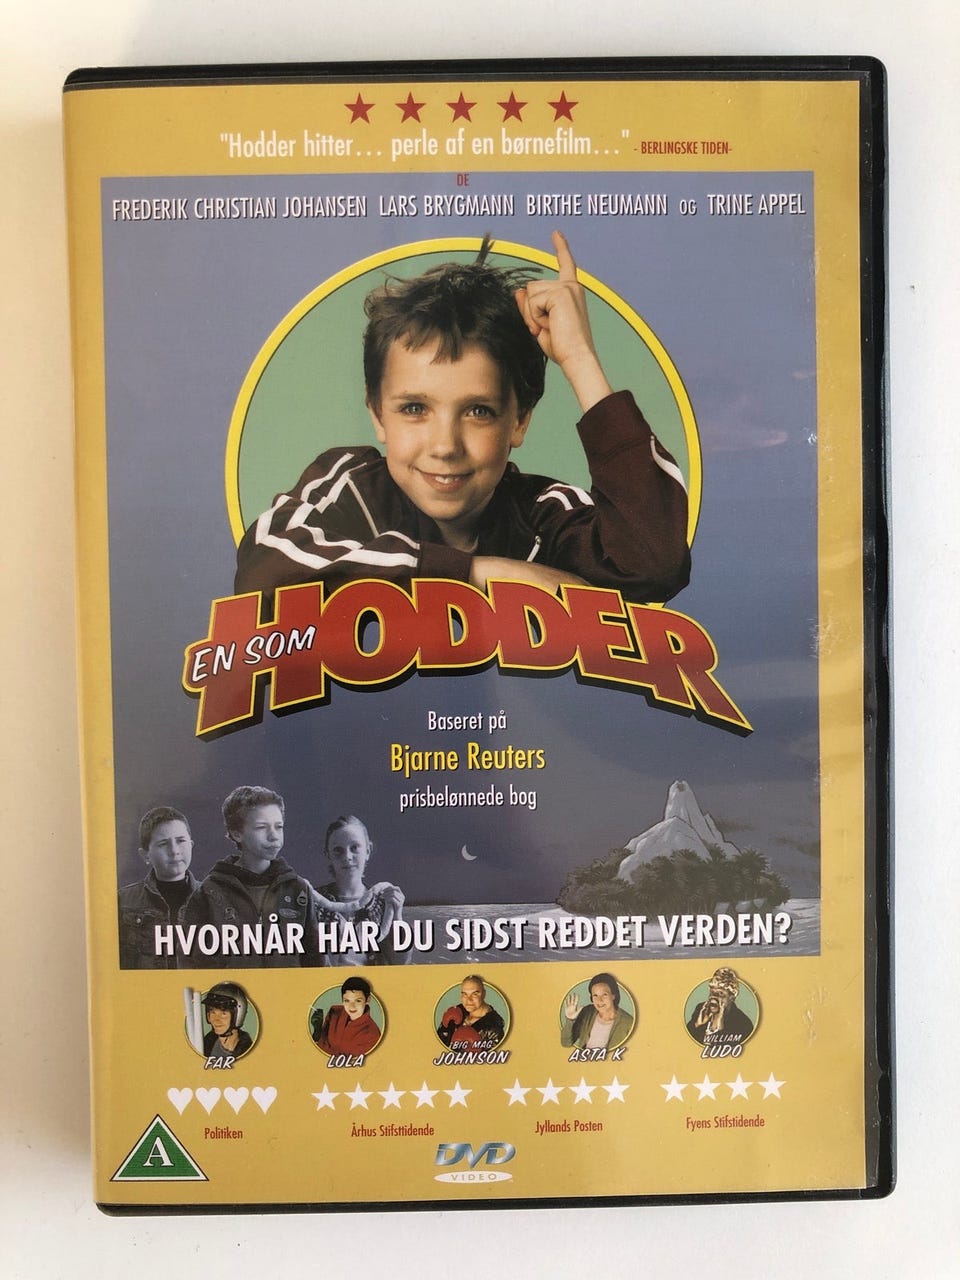 "Hodder hitter... perle af en børnefilm..." - BERLINGSKE TIDEN-
DE
FREDERIK CHRISTIAN JOHANSEN LARS BRYGMANN BIRTHE NEUMANN OG TRINE APPEL
EN SOM HODDER
Baseret på
Bjarne Reuters
prisbelønnede bog
HVORNÅR HAR DU SIDST REDDET VERDEN?
FAR
LOLA
BIG MAC
JOHNSON
ASTA K
WILLIAM
LUDO
Politiken
Århus Stifsttidende
Jyllands Posten
Fyens Stifstidende
A
DVD
VIDEO